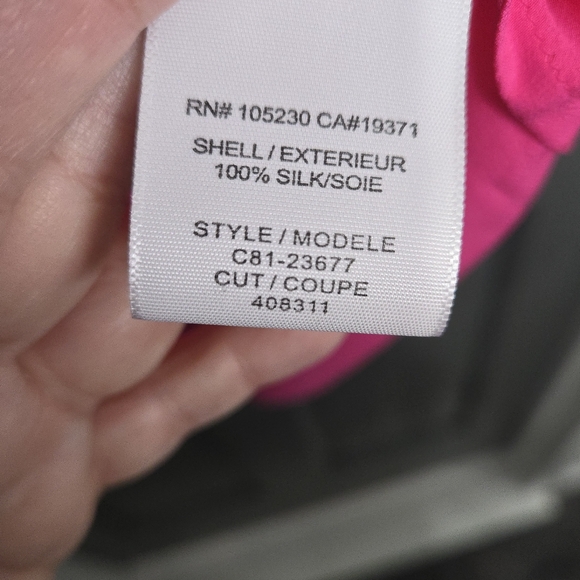 RN# 105230 CA#19371
SHELL / EXTERIEUR
100% SILK/SOIE
STYLE / MODELE
C81-23677
CUT / COUPE
408311